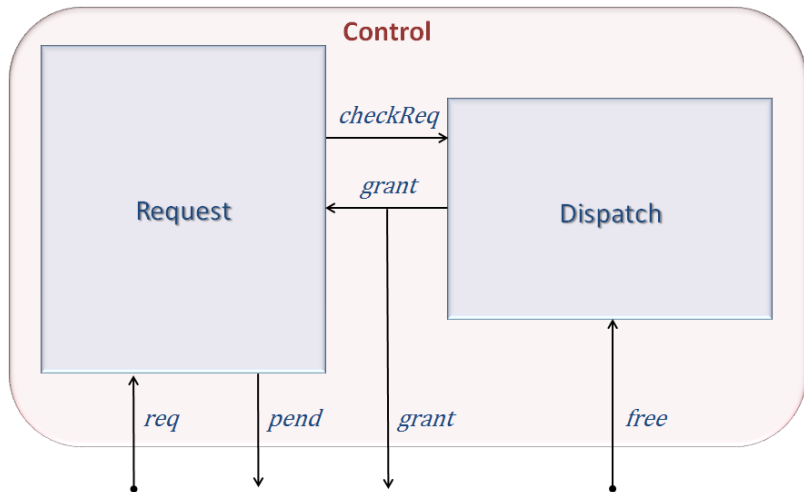 Control
checkReq
grant
Request
Dispatch
req
pend
grant
free